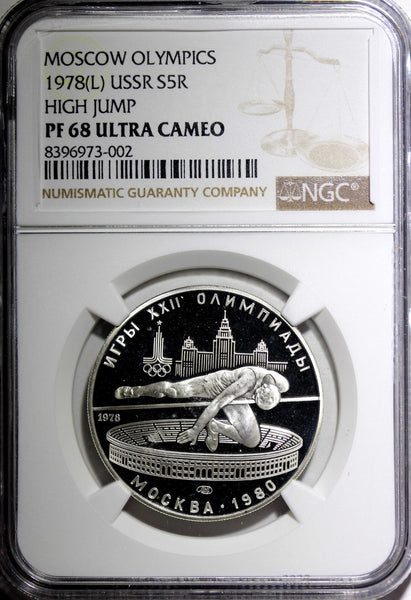 MOSCOW OLYMPICS
1978(L) USSR S5R
HIGH JUMP
PF 68 ULTRA CAMEO
8396973-002
NUMISMATIC GUARANTY COMPANY
NGC®
ИГРЫ XXII ОЛИМПИАДЫ
1978
МОСКВА · 1980